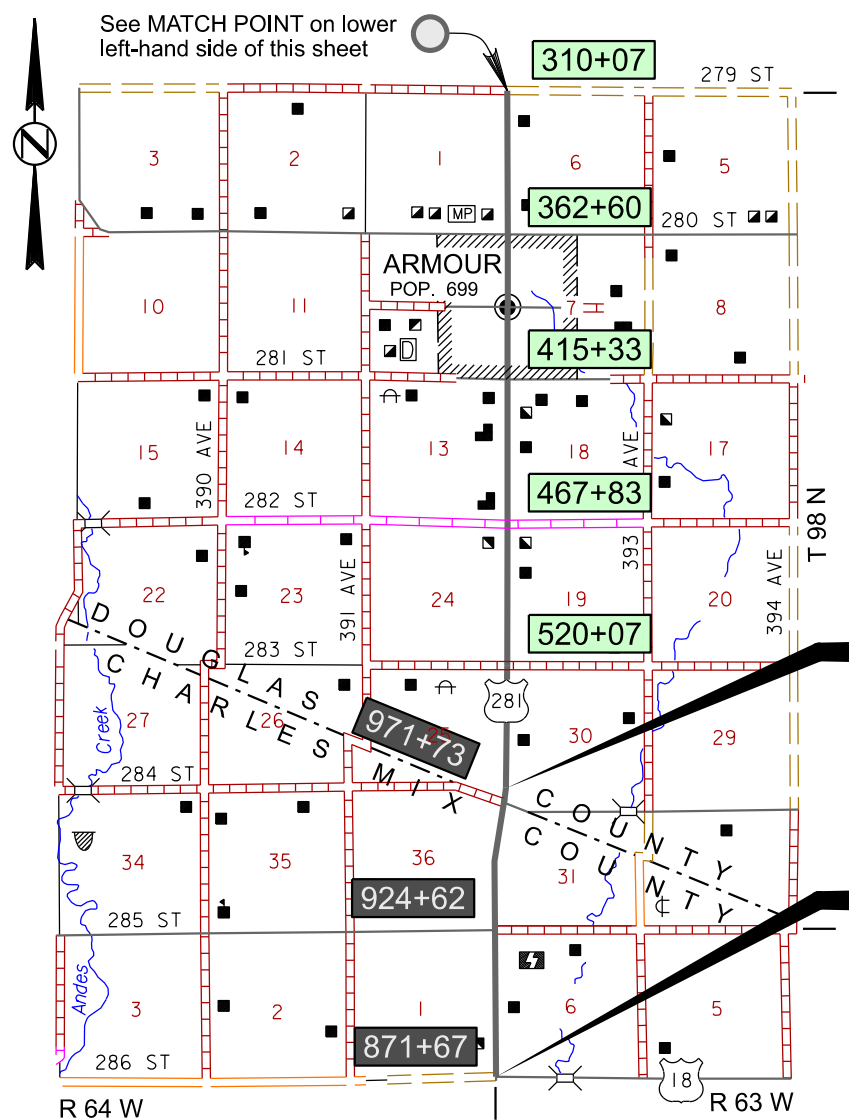 See MATCH POINT on lower
left-hand side of this sheet
310+07
279 ST
N
3
2
1
6
5
MP
362+60
280 ST
ARMOUR
POP. 699
10
11
7
8
D
415+33
281 ST
15
390 AVE
14
13
18
AVE
17
282 ST
467+83
T 98 N
22
23
391 AVE
24
19
393
20
394 AVE
283 ST
520+07
DOUGLAS
CHARLES MIX
281
Creek
27
26
25
971+73
30
29
284 ST
COUNTY
COUNTY
34
35
36
31
924+62
285 ST
Andes
3
2
1
6
5
871+67
286 ST
18
R 64 W
R 63 W